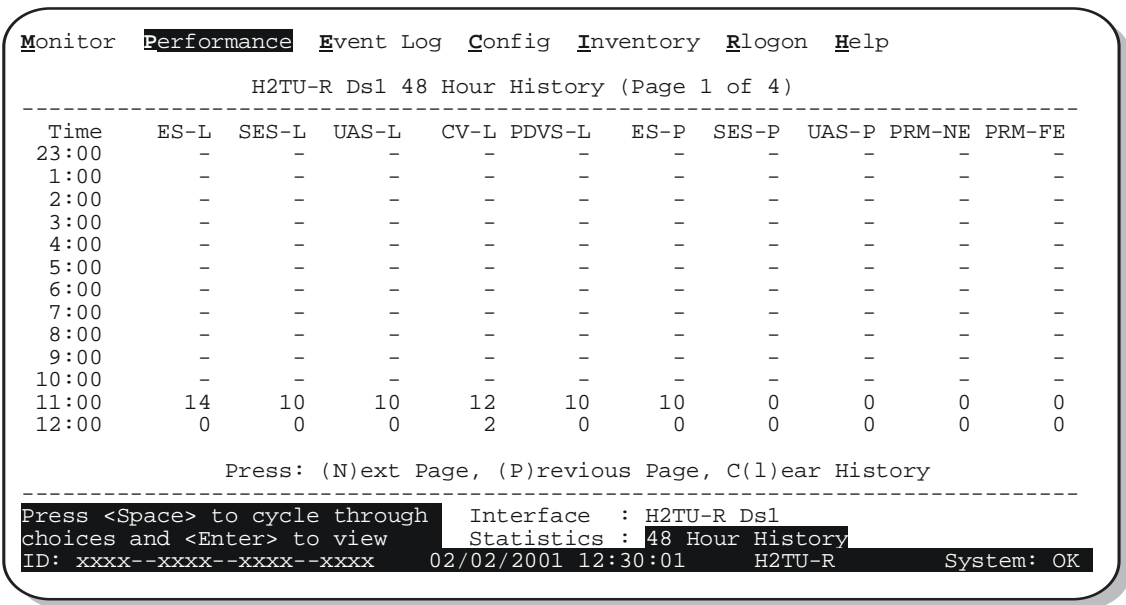 Monitor Performance Event Log Config Inventory Rlogon Help
H2TU-R Ds1 48 Hour History (Page 1 of 4)
--------------------------------------------------------------------------------
Time ES-L SES-L UAS-L CV-L PDVS-L ES-P SES-P UAS-P PRM-NE PRM-FE
23:00 - - - - - - - - - -
1:00 - - - - - - - - - -
2:00 - - - - - - - - - -
3:00 - - - - - - - - - -
4:00 - - - - - - - - - -
5:00 - - - - - - - - - -
6:00 - - - - - - - - - -
7:00 - - - - - - - - - -
8:00 - - - - - - - - - -
9:00 - - - - - - - - - -
10:00 - - - - - - - - - -
11:00 14 10 10 12 10 10 0 0 0 0
12:00 0 0 0 2 0 0 0 0 0 0
Press: (N)ext Page, (P)revious Page, C(l)ear History
--------------------------------------------------------------------------------
Press <Space> to cycle through Interface : H2TU-R Ds1
choices and <Enter> to view Statistics : 48 Hour History
ID: xxxx--xxxx--xxxx--xxxx 02/02/2001 12:30:01 H2TU-R System: OK